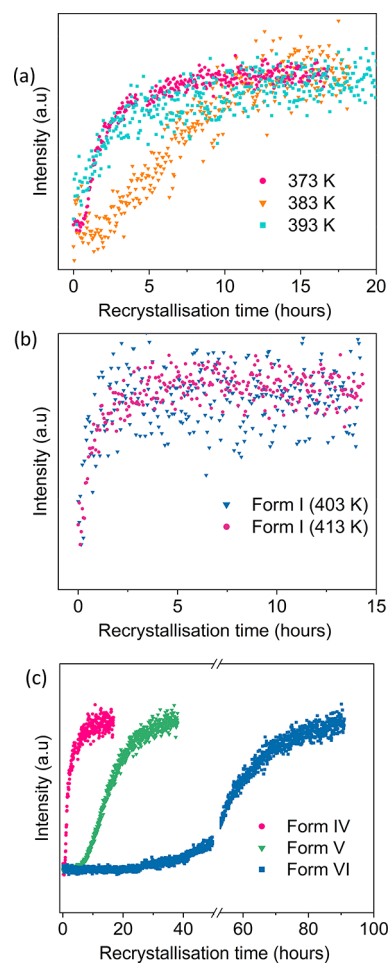 (a)
Intensity (a.u)
373 K
383 K
393 K
0 5 10 15 20
Recrystallisation time (hours)
(b)
Intensity (a.u)
Form I (403 K)
Form I (413 K)
0 5 10 15
Recrystallisation time (hours)
(c)
Intensity (a.u)
Form IV
Form V
Form VI
0 20 40 60 80 100
Recrystallisation time (hours)